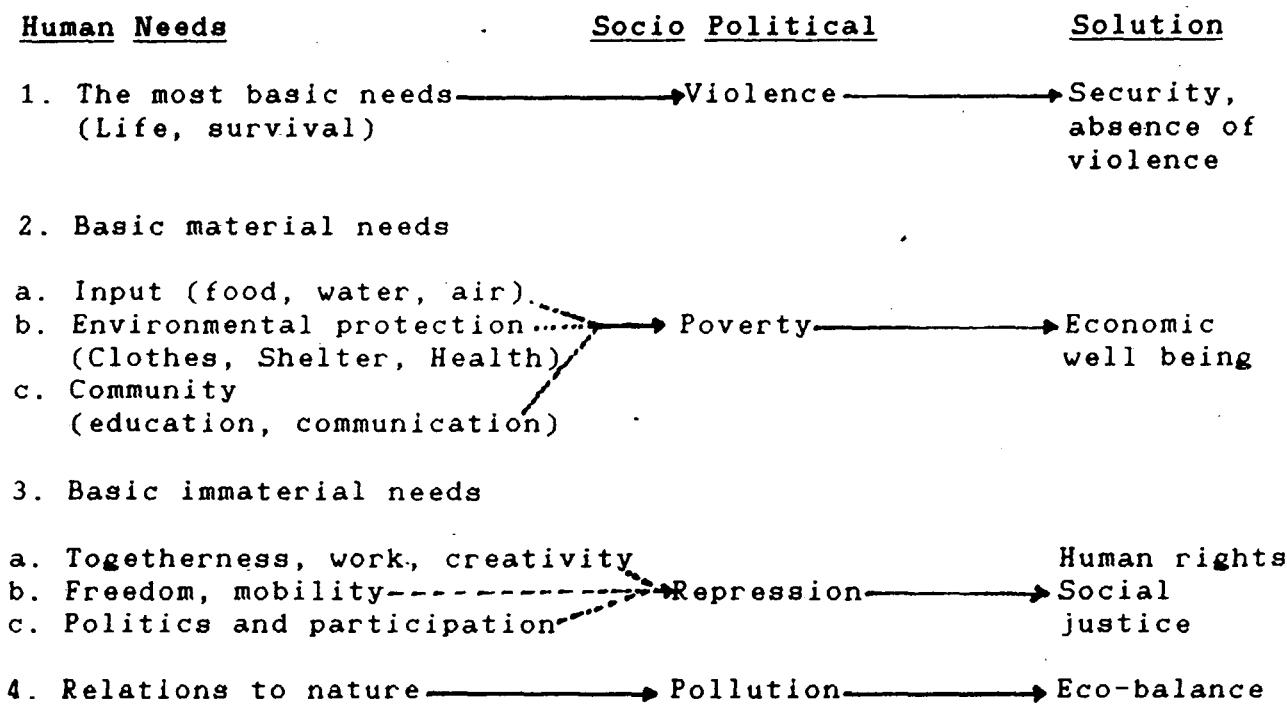 Human Needs Socio Political Solution
1. The most basic needs Violence Security,
(Life, survival) absence of
violence
2. Basic material needs
a. Input (food, water, air)
b. Environmental protection Poverty Economic
(Clothes, Shelter, Health) well being
c. Community
(education, communication)
3. Basic immaterial needs
a. Togetherness, work, creativity Human rights
b. Freedom, mobility Repression Social
c. Politics and participation justice
4. Relations to nature Pollution Eco-balance